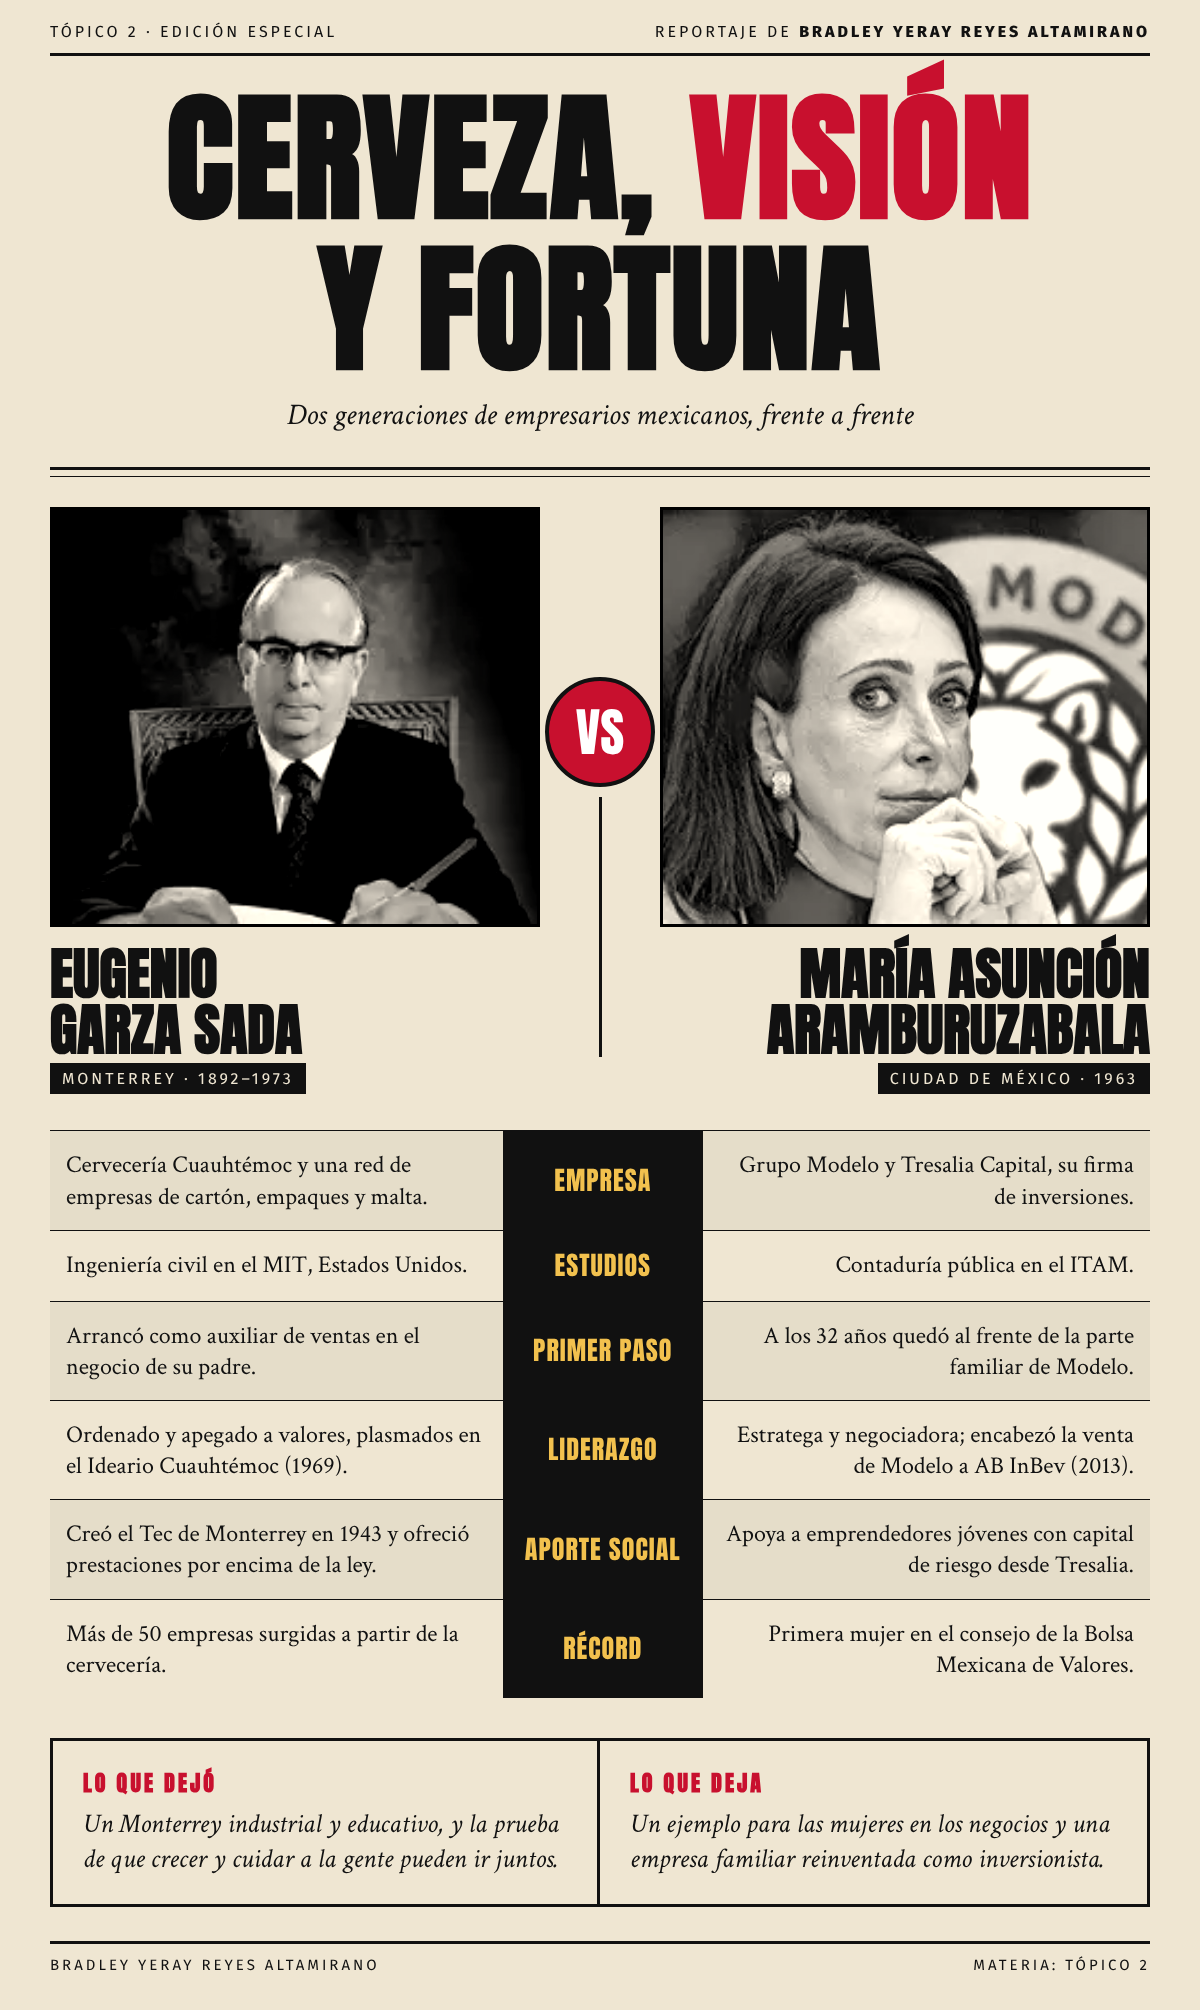 TÓPICO 2 · EDICIÓN ESPECIAL
REPORTAJE DE BRADLEY YERAY REYES ALTAMIRANO
CERVEZA, VISIÓN
Y FORTUNA
Dos generaciones de empresarios mexicanos, frente a frente
MOD
VS
EUGENIO
GARZA SADA
MONTERREY · 1892–1973
MARÍA ASUNCIÓN
ARAMBURUZABALA
CIUDAD DE MÉXICO · 1963
Cervecería Cuauhtémoc y una red de
empresas de cartón, empaques y malta.
EMPRESA
Grupo Modelo y Tresalia Capital, su firma
de inversiones.
Ingeniería civil en el MIT, Estados Unidos.
ESTUDIOS
Contaduría pública en el ITAM.
Arrancó como auxiliar de ventas en el
negocio de su padre.
PRIMER PASO
A los 32 años quedó al frente de la parte
familiar de Modelo.
Ordenado y apegado a valores, plasmados en
el Ideario Cuauhtémoc (1969).
LIDERAZGO
Estratega y negociadora; encabezó la venta
de Modelo a AB InBev (2013).
Creó el Tec de Monterrey en 1943 y ofreció
prestaciones por encima de la ley.
APORTE SOCIAL
Apoya a emprendedores jóvenes con capital
de riesgo desde Tresalia.
Más de 50 empresas surgidas a partir de la
cervecería.
RÉCORD
Primera mujer en el consejo de la Bolsa
Mexicana de Valores.
LO QUE DEJÓ
Un Monterrey industrial y educativo, y la prueba
de que crecer y cuidar a la gente pueden ir juntos.
LO QUE DEJA
Un ejemplo para las mujeres en los negocios y una
empresa familiar reinventada como inversionista.
BRADLEY YERAY REYES ALTAMIRANO
MATERIA: TÓPICO 2